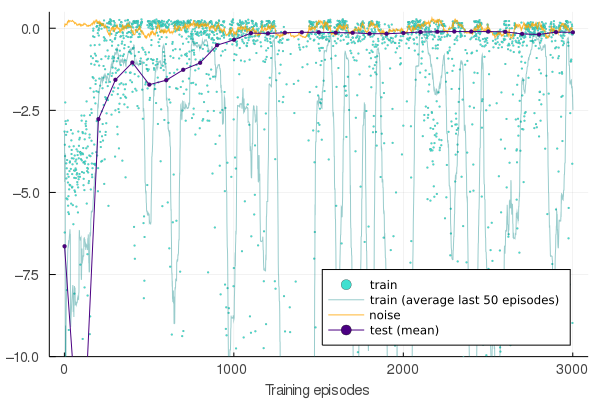 0.0
−2.5
−5.0
−7.5
−10.0
train
train (average last 50 episodes)
noise
test (mean)
0 1000 2000 3000
Training episodes